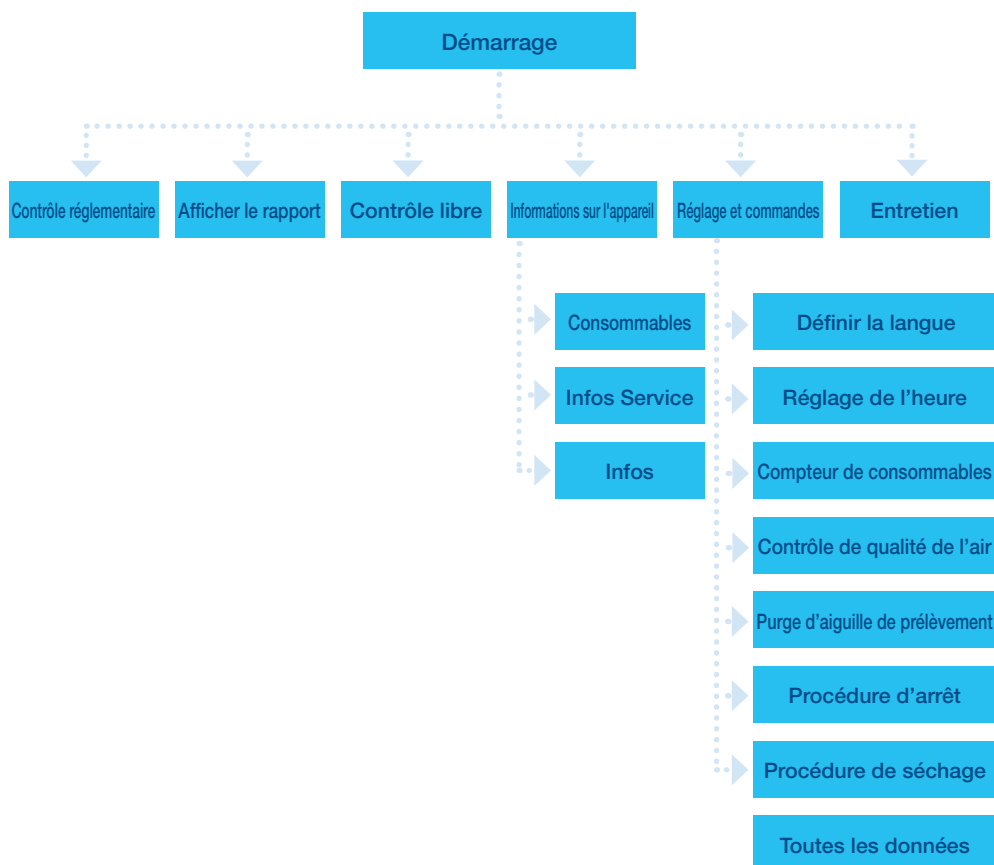 Démarrage
Contrôle réglementaire
Afficher le rapport
Contrôle libre
Informations sur l'appareil
Réglage et commandes
Entretien
Consommables
Infos Service
Infos
Définir la langue
Réglage de l’heure
Compteur de consommables
Contrôle de qualité de l’air
Purge d’aiguille de prélèvement
Procédure d’arrêt
Procédure de séchage
Toutes les données